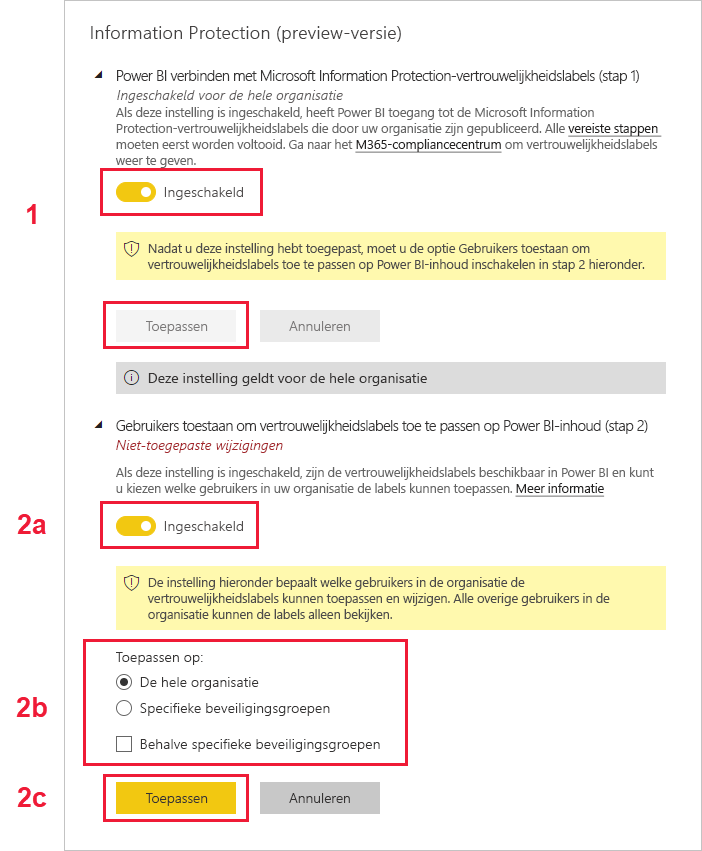 Information Protection (preview-versie)
Power BI verbinden met Microsoft Information Protection-vertrouwelijkheidslabels (stap 1)
Ingeschakeld voor de hele organisatie
Als deze instelling is ingeschakeld, heeft Power BI toegang tot de Microsoft Information
Protection-vertrouwelijkheidslabels die door uw organisatie zijn gepubliceerd. Alle vereiste stappen
moeten eerst worden voltooid. Ga naar het M365-compliancecentrum om vertrouwelijkheidslabels
weer te geven.
1
Ingeschakeld
Nadat u deze instelling hebt toegepast, moet u de optie Gebruikers toestaan om
vertrouwelijkheidslabels toe te passen op Power BI-inhoud inschakelen in stap 2 hieronder.
Toepassen Annuleren
Deze instelling geldt voor de hele organisatie
Gebruikers toestaan om vertrouwelijkheidslabels toe te passen op Power BI-inhoud (stap 2)
Niet-toegepaste wijzigingen
Als deze instelling is ingeschakeld, zijn de vertrouwelijkheidslabels beschikbaar in Power BI en kunt
u kiezen welke gebruikers in uw organisatie de labels kunnen toepassen. Meer informatie
2a
Ingeschakeld
De instelling hieronder bepaalt welke gebruikers in de organisatie de
vertrouwelijkheidslabels kunnen toepassen en wijzigen. Alle overige gebruikers in de
organisatie kunnen de labels alleen bekijken.
Toepassen op:
De hele organisatie
2b
Specifieke beveiligingsgroepen
Behalve specifieke beveiligingsgroepen
2c
Toepassen Annuleren